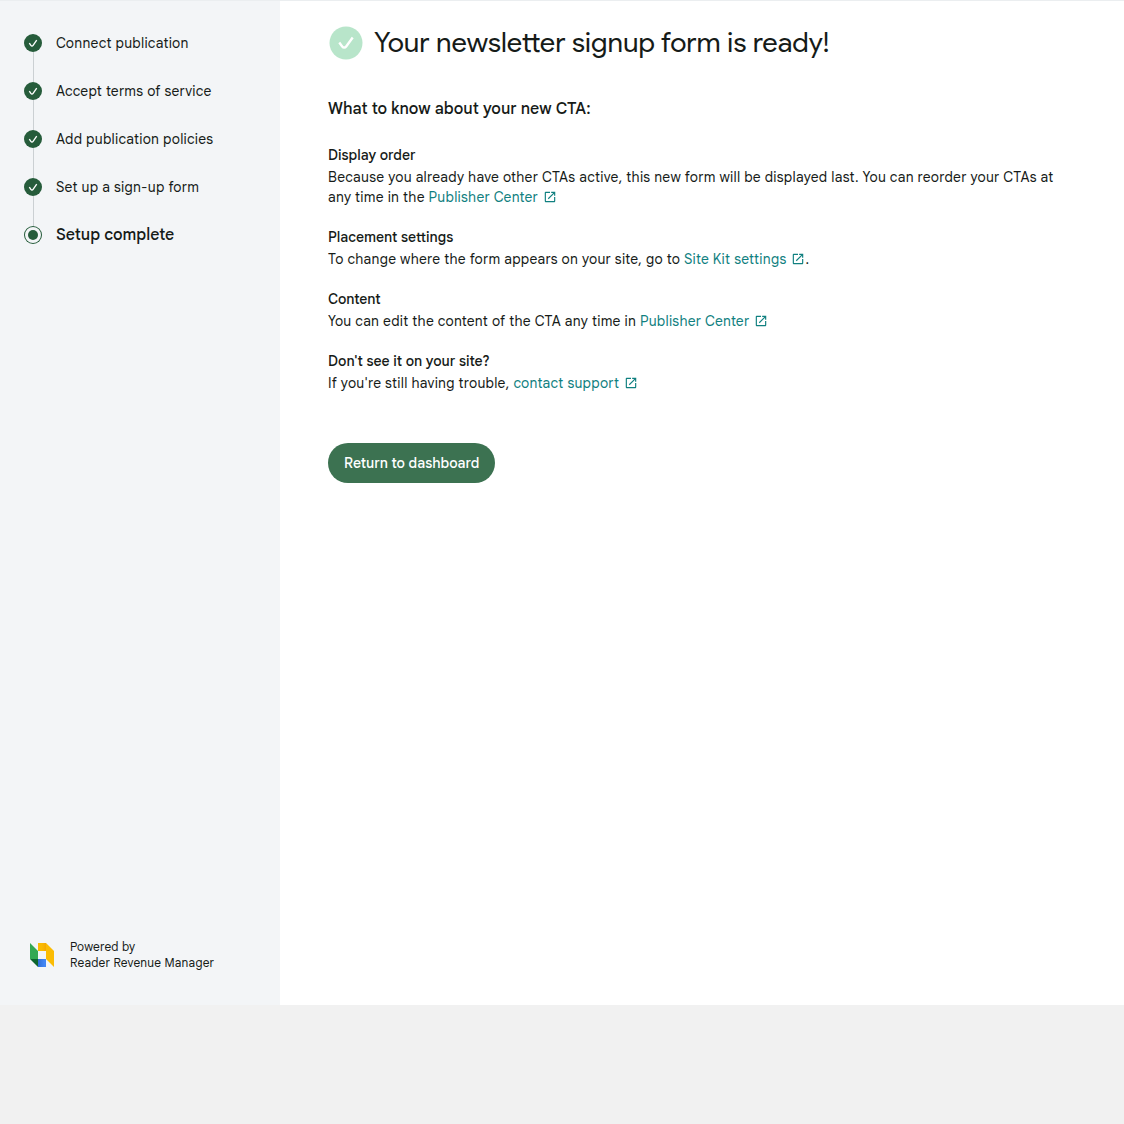 Connect publication
Accept terms of service
Add publication policies
Set up a sign-up form
Setup complete
Your newsletter signup form is ready!
What to know about your new CTA:
Display order
Because you already have other CTAs active, this new form will be displayed last. You can reorder your CTAs at
any time in the Publisher Center
Placement settings
To change where the form appears on your site, go to Site Kit settings.
Content
You can edit the content of the CTA any time in Publisher Center
Don't see it on your site?
If you're still having trouble, contact support
Return to dashboard
Powered by
Reader Revenue Manager